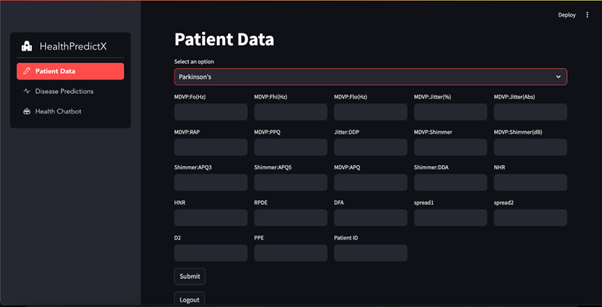 Deploy
HealthPredictX
Patient Data
Disease Predictions
Health Chatbot
Patient Data
Select an option
Parkinson's
MDVP:Fo(Hz) MDVP:Fhi(Hz) MDVP:Flo(Hz) MDVP:Jitter(%) MDVP:Jitter(Abs)
MDVP:RAP MDVP:PPQ Jitter:DDP MDVP:Shimmer MDVP:Shimmer(dB)
Shimmer:APQ3 Shimmer:APQ5 MDVP:APQ Shimmer:DDA NHR
HNR RPDE DFA spread1 spread2
D2 PPE Patient ID
Submit
Logout